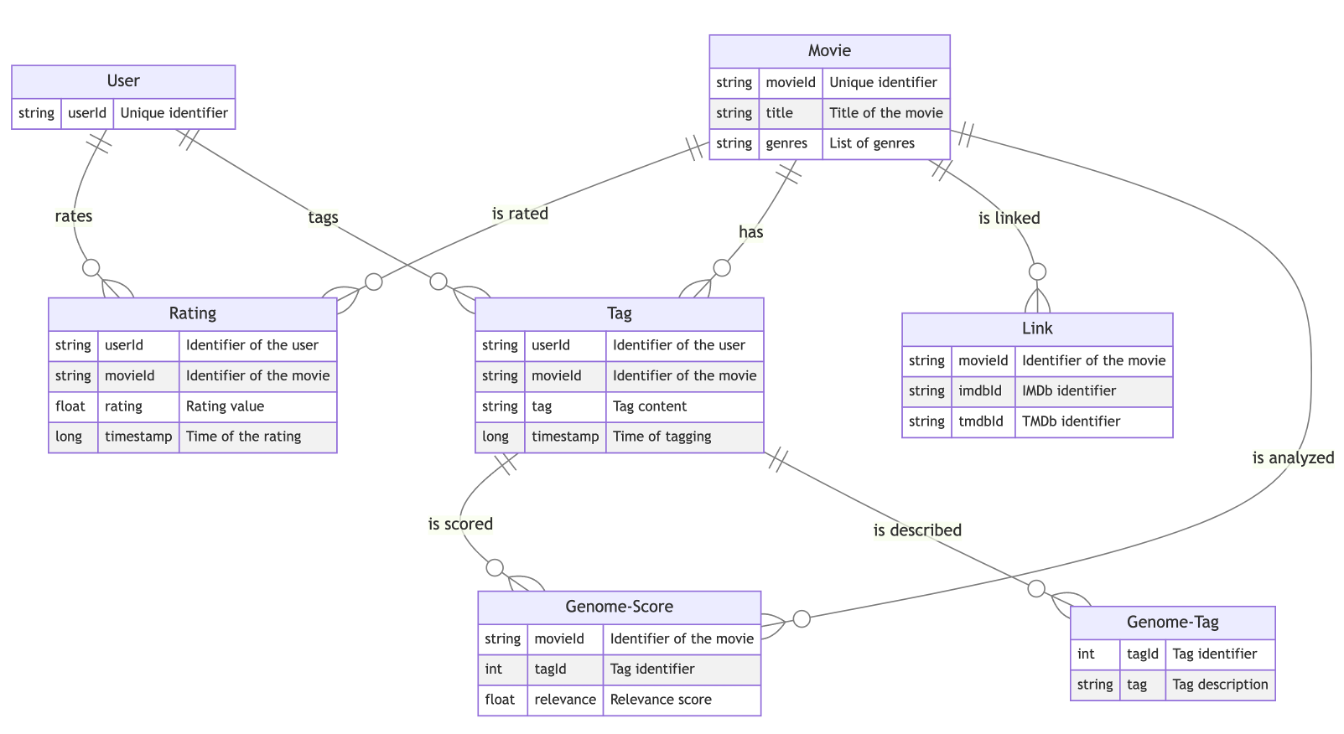 User
string userId Unique identifier
Movie
string movieId Unique identifier
string title Title of the movie
string genres List of genres
rates
tags
is rated
has
is linked
Rating
string userId Identifier of the user
string movieId Identifier of the movie
float rating Rating value
long timestamp Time of the rating
Tag
string userId Identifier of the user
string movieId Identifier of the movie
string tag Tag content
long timestamp Time of tagging
Link
string movieId Identifier of the movie
string imdbId IMDb identifier
string tmdbId TMDb identifier
is analyzed
is scored
is described
Genome-Score
string movieId Identifier of the movie
int tagId Tag identifier
float relevance Relevance score
Genome-Tag
int tagId Tag identifier
string tag Tag description